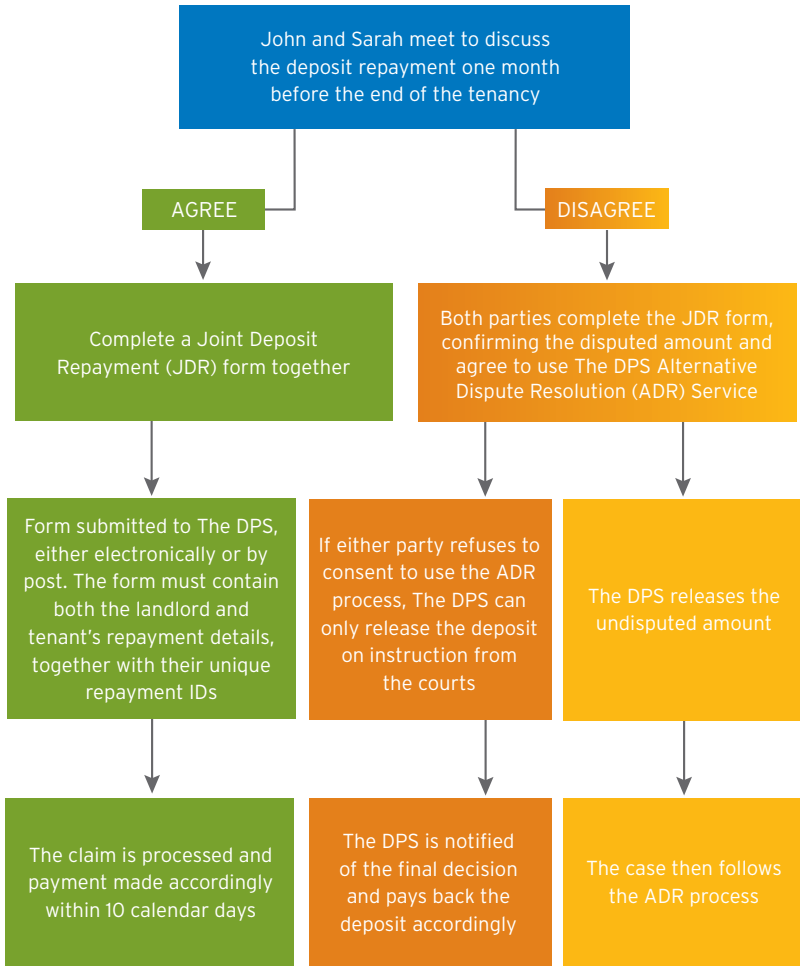 John and Sarah meet to discuss
the deposit repayment one month
before the end of the tenancy
AGREE
DISAGREE
Complete a Joint Deposit
Repayment (JDR) form together
Both parties complete the JDR form,
confirming the disputed amount and
agree to use The DPS Alternative
Dispute Resolution (ADR) Service
Form submitted to The DPS,
either electronically or by
post. The form must contain
both the landlord and
tenant's repayment details,
together with their unique
repayment IDs
If either party refuses to
consent to use the ADR
process, The DPS can
only release the deposit
on instruction from
the courts
The DPS releases the
undisputed amount
The claim is processed and
payment made accordingly
within 10 calendar days
The DPS is notified
of the final decision
and pays back the
deposit accordingly
The case then follows
the ADR process